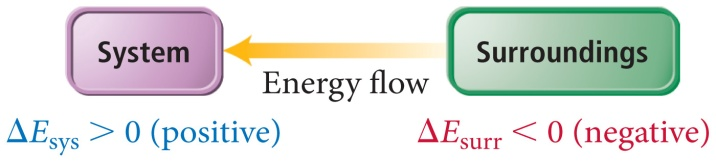 System
Surroundings
Energy flow
ΔEsys > 0 (positive)
ΔEsurr < 0 (negative)